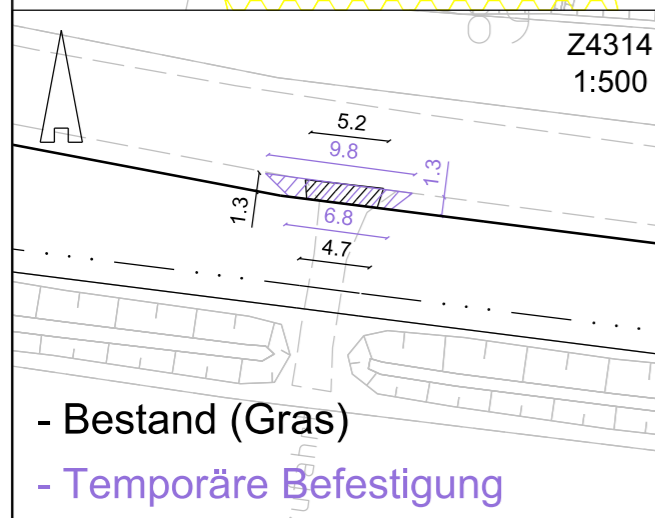 Z4314
1:500
5.2
9.8
1.3
1.3
6.8
4.7
- Bestand (Gras)
- Temporäre Befestigung